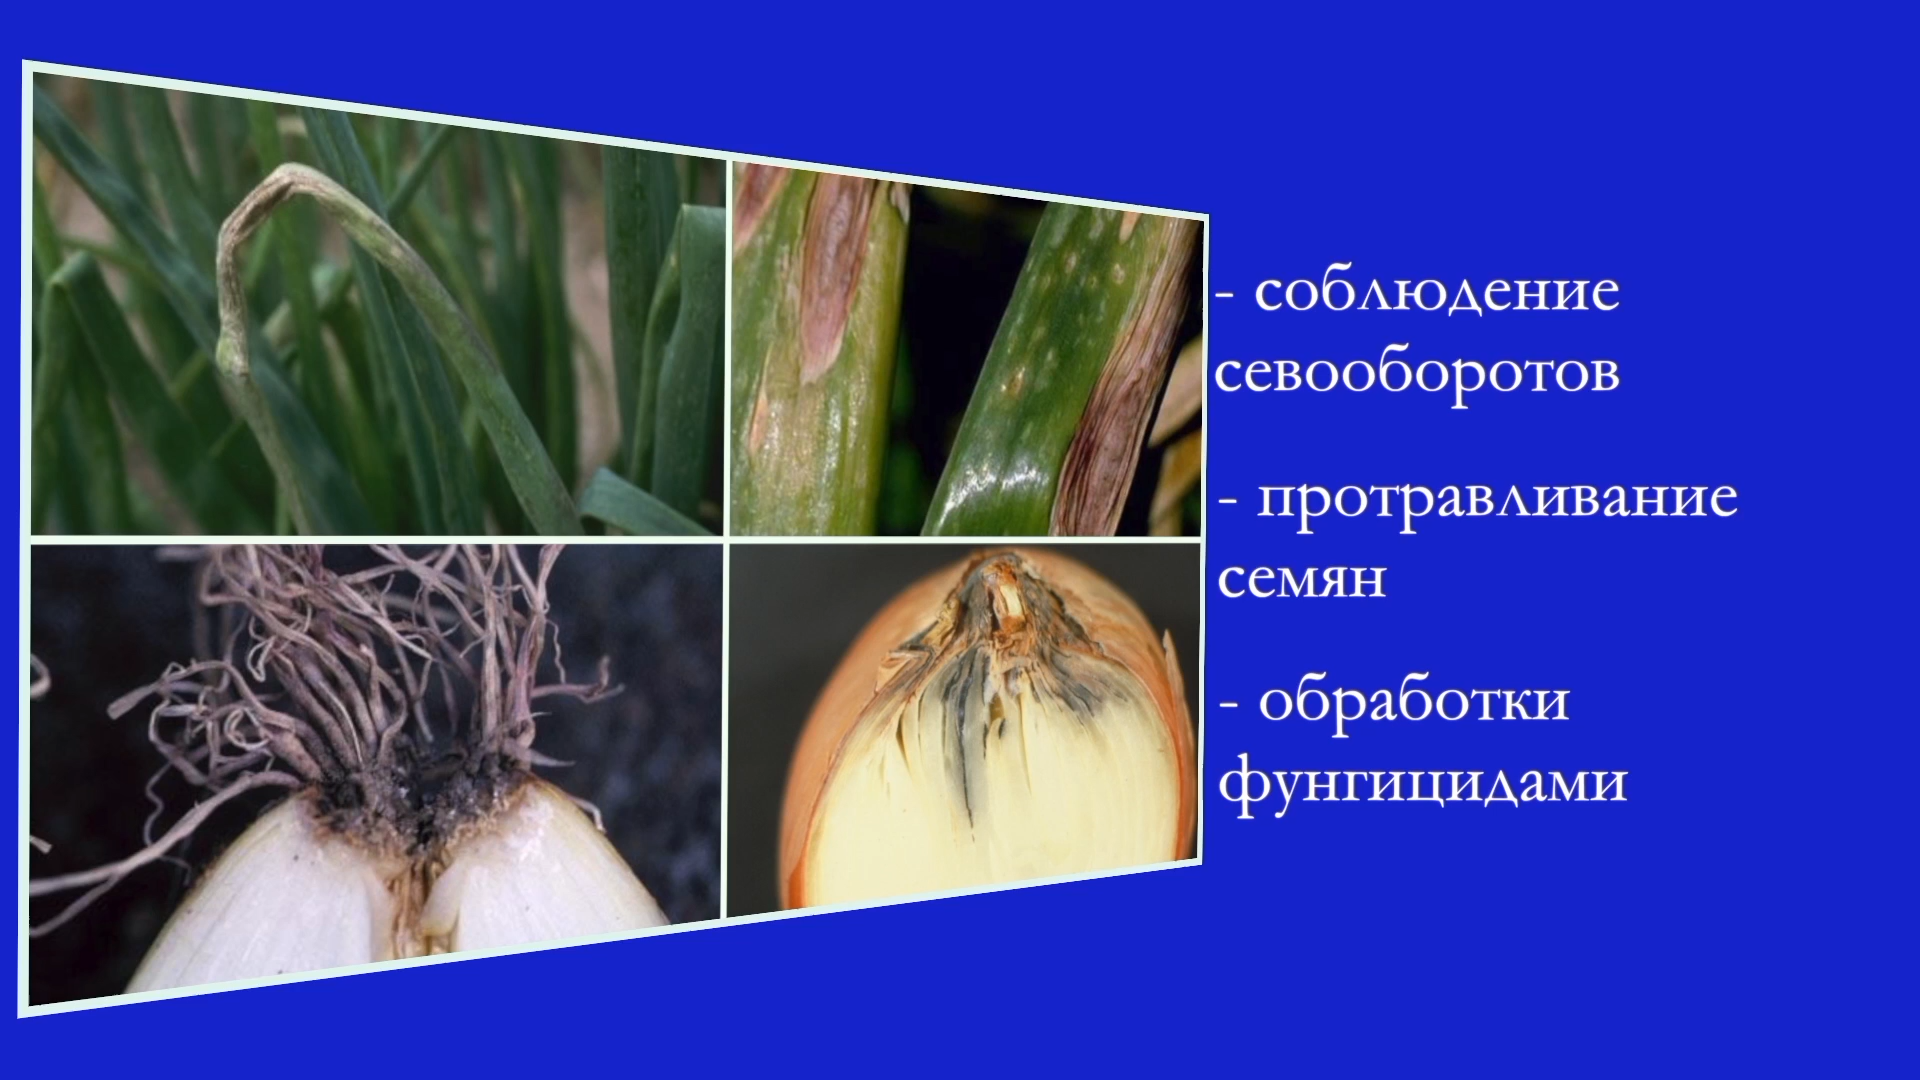 - соблюдение
севооборотов
- протравливание
семян
- обработки
фунгицидами